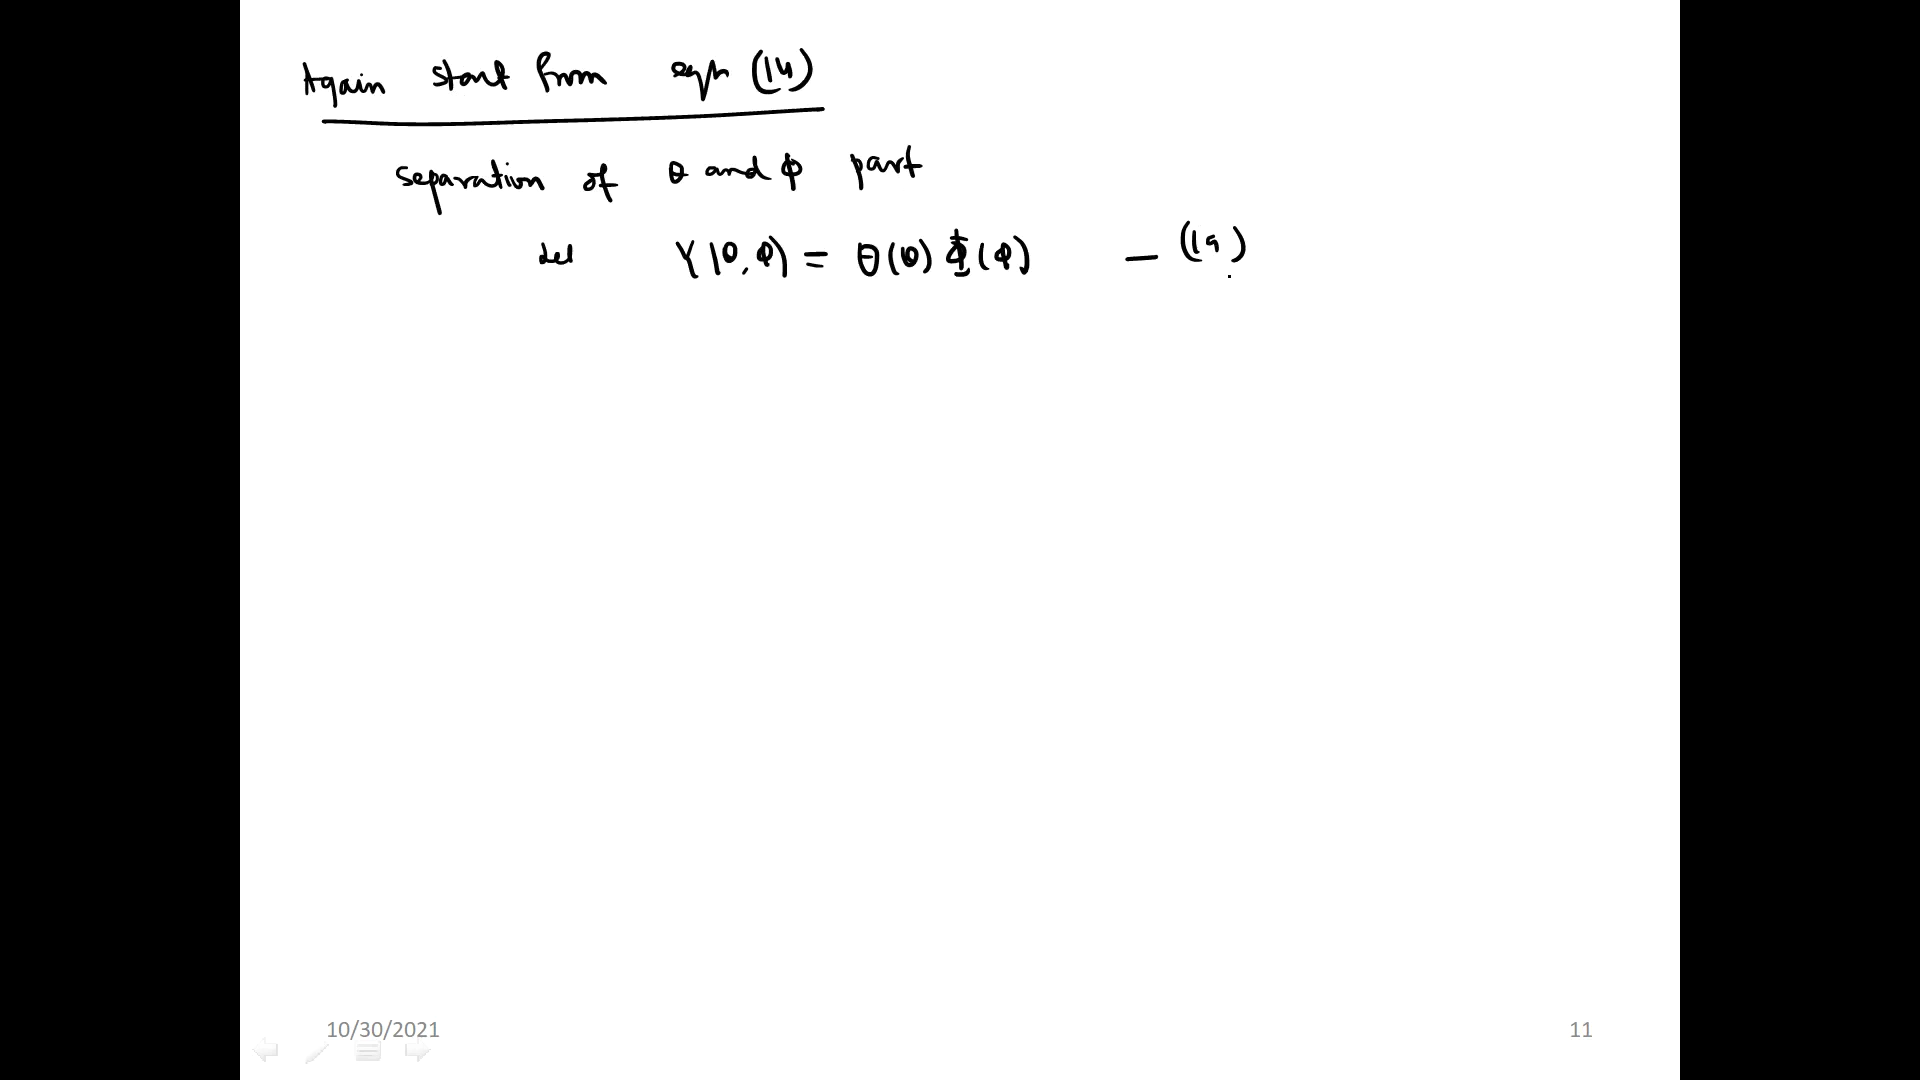 Again start from eqn (14)
separation of θ and ϕ part
Let Y(θ,ϕ) = Θ(θ) Φ(ϕ) — (19)
10/30/2021
11